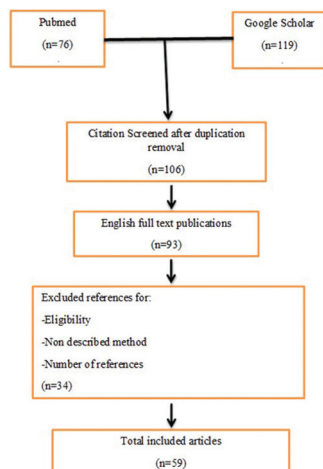 Pubmed
(n=76)
.
Google Scholar
(n=119)
.
Citation Screened after duplication
removal
(n=106)
English full text publications
(n=93)
Excluded references for:
-Eligibility
-Non described method
-Number of references
(n=34)
Total included articles
(n=59)